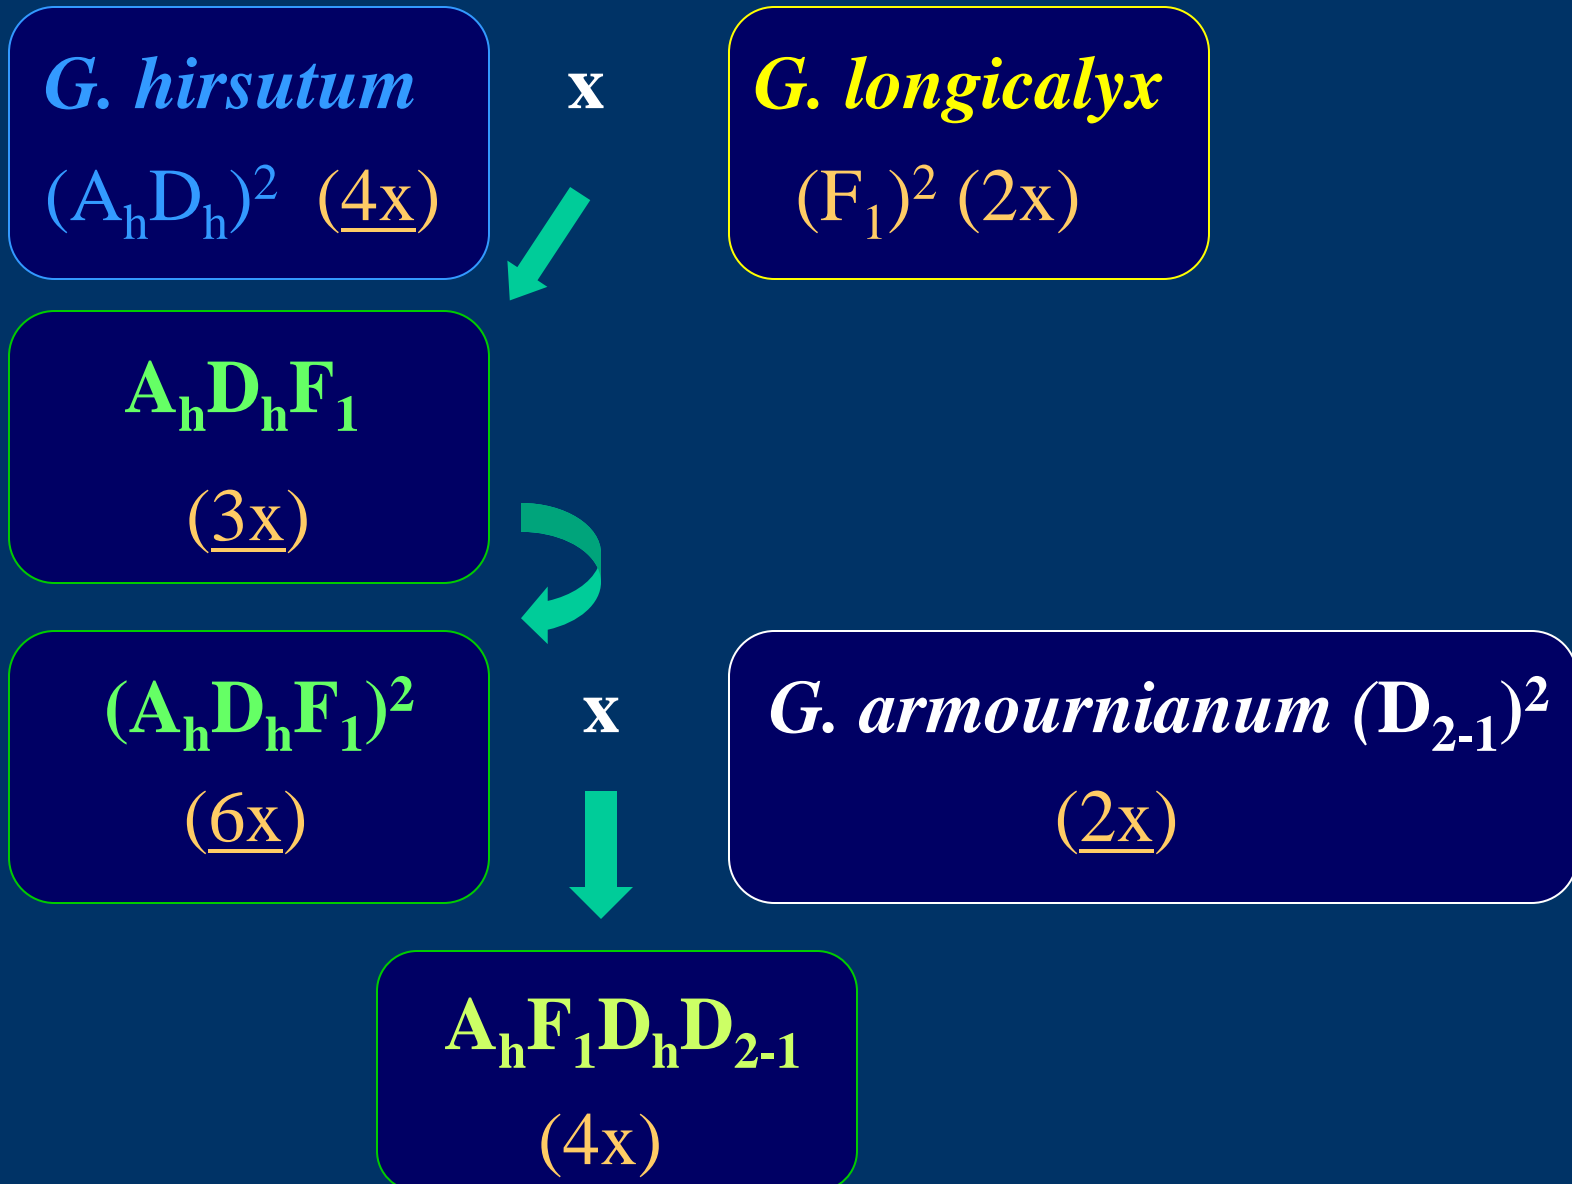 G. hirsutum x G. longicalyx
(AₕDₕ)² (4x) (F₁)² (2x)
AₕDₕF₁
(3x)
(AₕDₕF₁)² x G. armournianum (D₂₋₁)²
(6x) (2x)
AₕF₁DₕD₂₋₁
(4x)